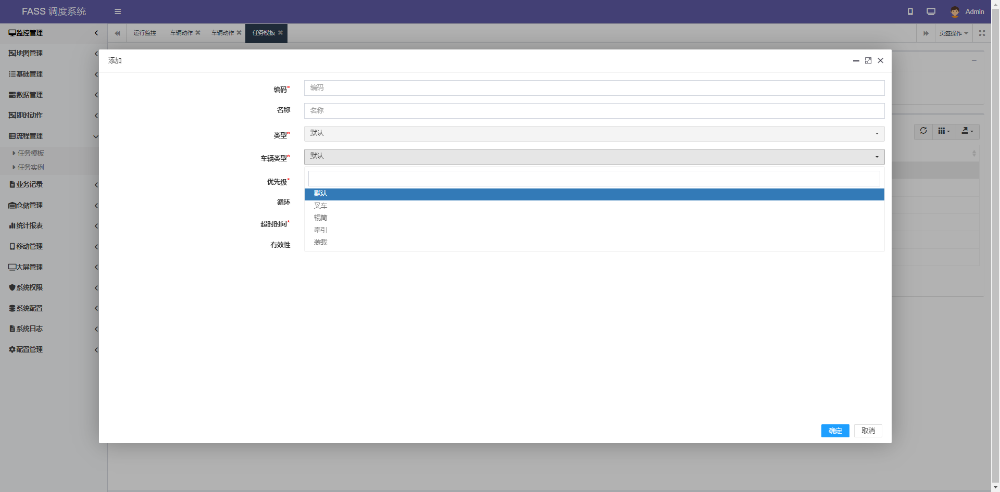 FASS 调度系统
Admin
监控管理
运行监控
车辆动作
车辆动作
任务模板
页签操作
地图管理
基础管理
数据管理
即时动作
流程管理
任务模板
任务实例
业务记录
仓储管理
统计报表
移动管理
大屏管理
系统权限
系统配置
系统日志
配置管理
添加
编码*
编码
名称
名称
类型*
默认
车辆类型*
默认
优先级*
循环
超时时间*
有效性
默认
叉车
辊筒
牵引
装载
确定
取消